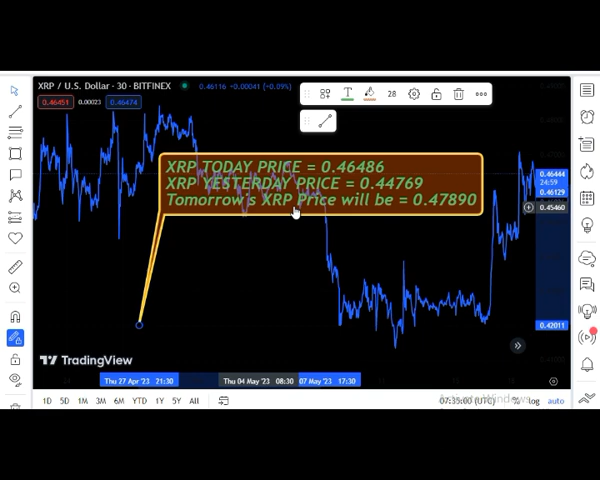 XRP / U.S. Dollar · 30 · BITFINEX
0.46116 −0.00041 (−0.09%)
0.46451 0.00023 0.46474
28
XRP TODAY PRICE = 0.46486
XRP YESTERDAY PRICE = 0.44769
Tomorrow's XRP Price will be = 0.47890
0.46444
24:59
0.46129
0.45460
0.42011
TradingView
Thu 27 Apr '23 21:30
Thu 04 May '23 08:30
07 May '23 17:30
1D 5D 1M 3M 6M YTD 1Y 5Y All
07:35:00 (UTC) % log auto